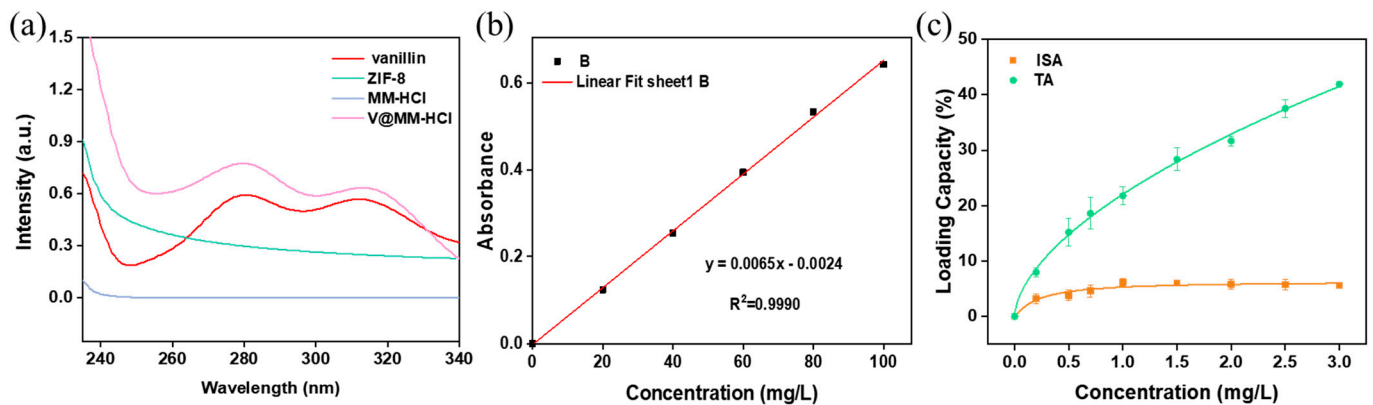 (a)
1.5
1.2
0.9
0.6
0.3
0.0
Intensity (a.u.)
vanillin
ZIF-8
MM-HCl
V@MM-HCl
240 260 280 300 320 340
Wavelength (nm)
(b)
0.6
0.4
0.2
0.0
Absorbance
B
Linear Fit sheet1 B
y = 0.0065x - 0.0024
R²=0.9990
0 20 40 60 80 100
Concentration (mg/L)
(c)
50
40
30
20
10
0
Loading Capacity (%)
ISA
TA
0.0 0.5 1.0 1.5 2.0 2.5 3.0
Concentration (mg/L)